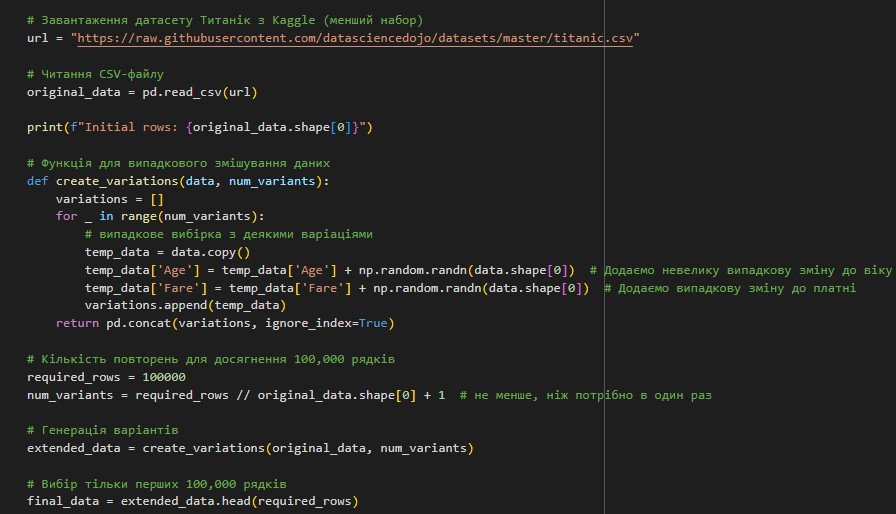 # Завантаження датасету Титанік з Kaggle (менший набор)
url = "https://raw.githubusercontent.com/datasciencedojo/datasets/master/titanic.csv"
# Читання CSV-файлу
original_data = pd.read_csv(url)
print(f"Initial rows: {original_data.shape[0]}")
# Функція для випадкового змішування даних
def create_variations(data, num_variants):
    variations = []
    for _ in range(num_variants):
        # випадкове вибірка з деякими варіаціями
        temp_data = data.copy()
        temp_data['Age'] = temp_data['Age'] + np.random.randn(data.shape[0])  # Додаємо невелику випадкову зміну до віку
        temp_data['Fare'] = temp_data['Fare'] + np.random.randn(data.shape[0])  # Додаємо випадкову зміну до платні
        variations.append(temp_data)
    return pd.concat(variations, ignore_index=True)
# Кількість повторень для досягнення 100,000 рядків
required_rows = 100000
num_variants = required_rows // original_data.shape[0] + 1  # не менше, ніж потрібно в один раз
# Генерація варіантів
extended_data = create_variations(original_data, num_variants)
# Вибір тільки перших 100,000 рядків
final_data = extended_data.head(required_rows)